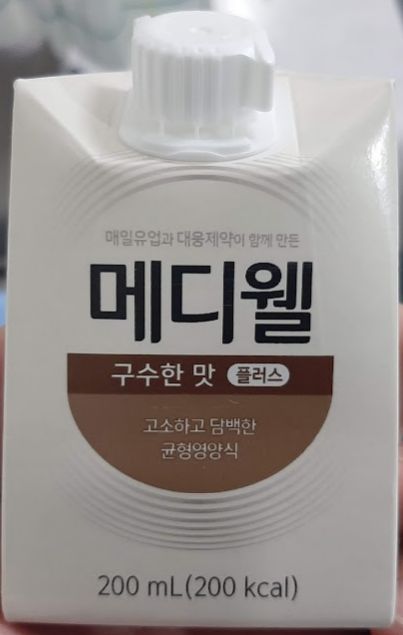 매일유업과 대웅제약이 함께 만든
메디웰
구수한 맛 플러스
고소하고 담백한
균형영양식
200 mL(200 kcal)